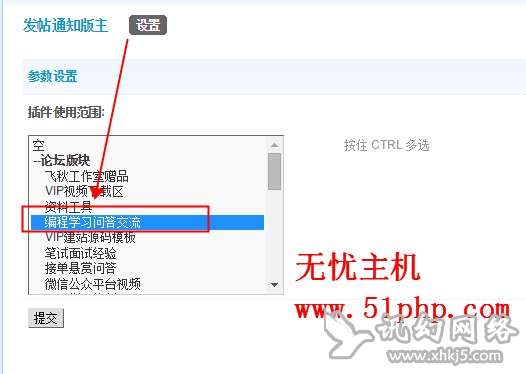 发帖通知版主 设置
参数设置
插件使用范围:
空
--论坛版块
飞秋工作室赠品
VIP视频下载区
资料工具
编程学习问答交流
VIP建站源码模板
笔试面试经验
接单悬赏问答
微信公众平台视频
按住 CTRL 多选
提交
无忧主机
www.51php.com
讯幻网络
www.xhkj5.com